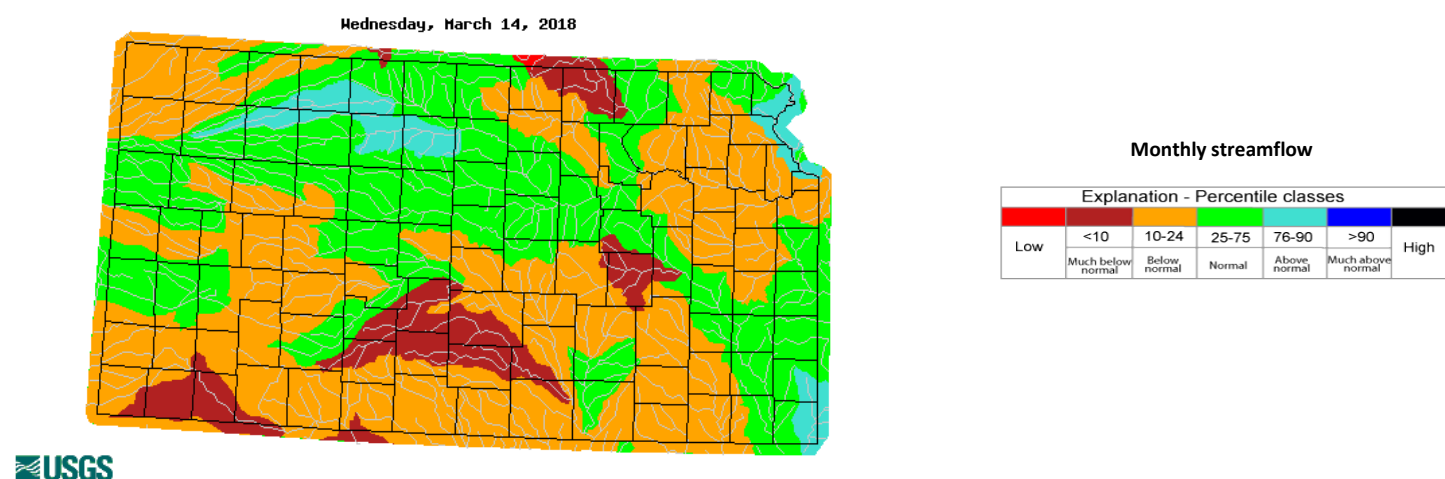 Wednesday, March 14, 2018
Monthly streamflow
Explanation - Percentile classes
Low
<10
10-24
25-75
76-90
>90
High
Much below normal
Below normal
Normal
Above normal
Much above normal
USGS